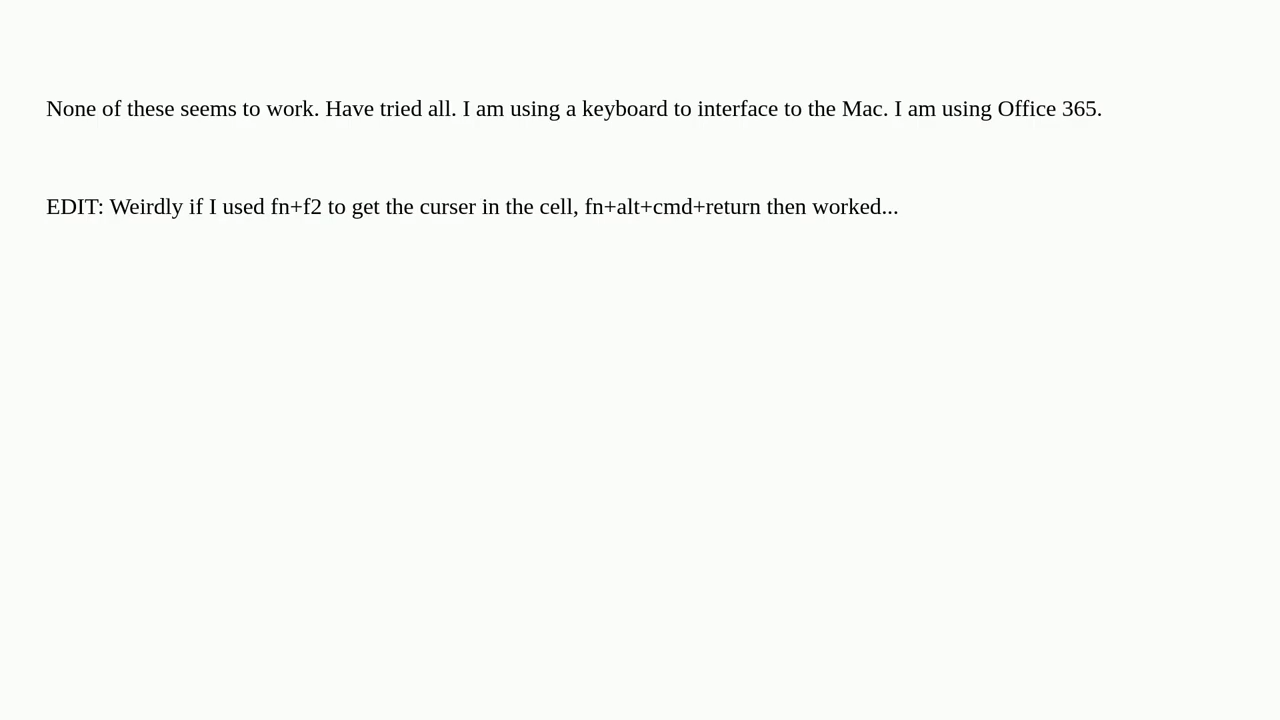 None of these seems to work. Have tried all. I am using a keyboard to interface to the Mac. I am using Office 365.
EDIT: Weirdly if I used fn+f2 to get the curser in the cell, fn+alt+cmd+return then worked...